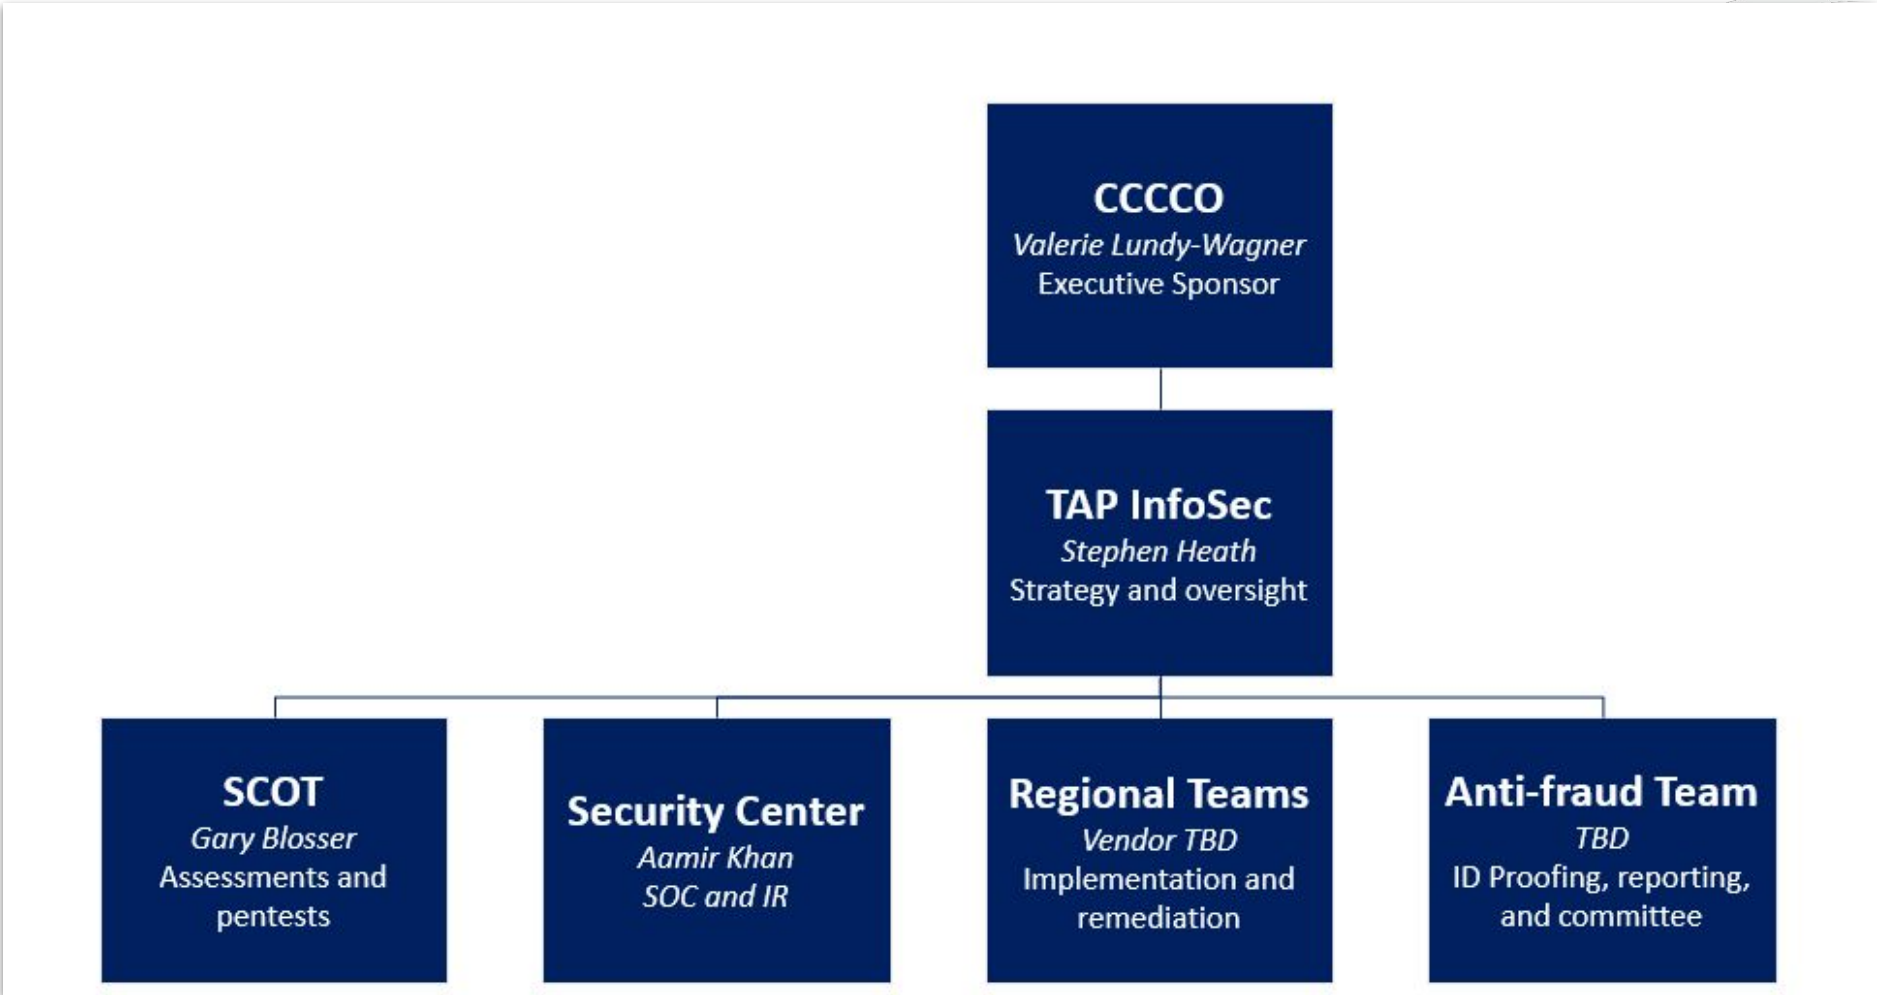 CCCCO
Valerie Lundy-Wagner
Executive Sponsor
TAP InfoSec
Stephen Heath
Strategy and oversight
SCOT
Gary Blosser
Assessments and
pentests
Security Center
Aamir Khan
SOC and IR
Regional Teams
Vendor TBD
Implementation and
remediation
Anti-fraud Team
TBD
ID Proofing, reporting,
and committee